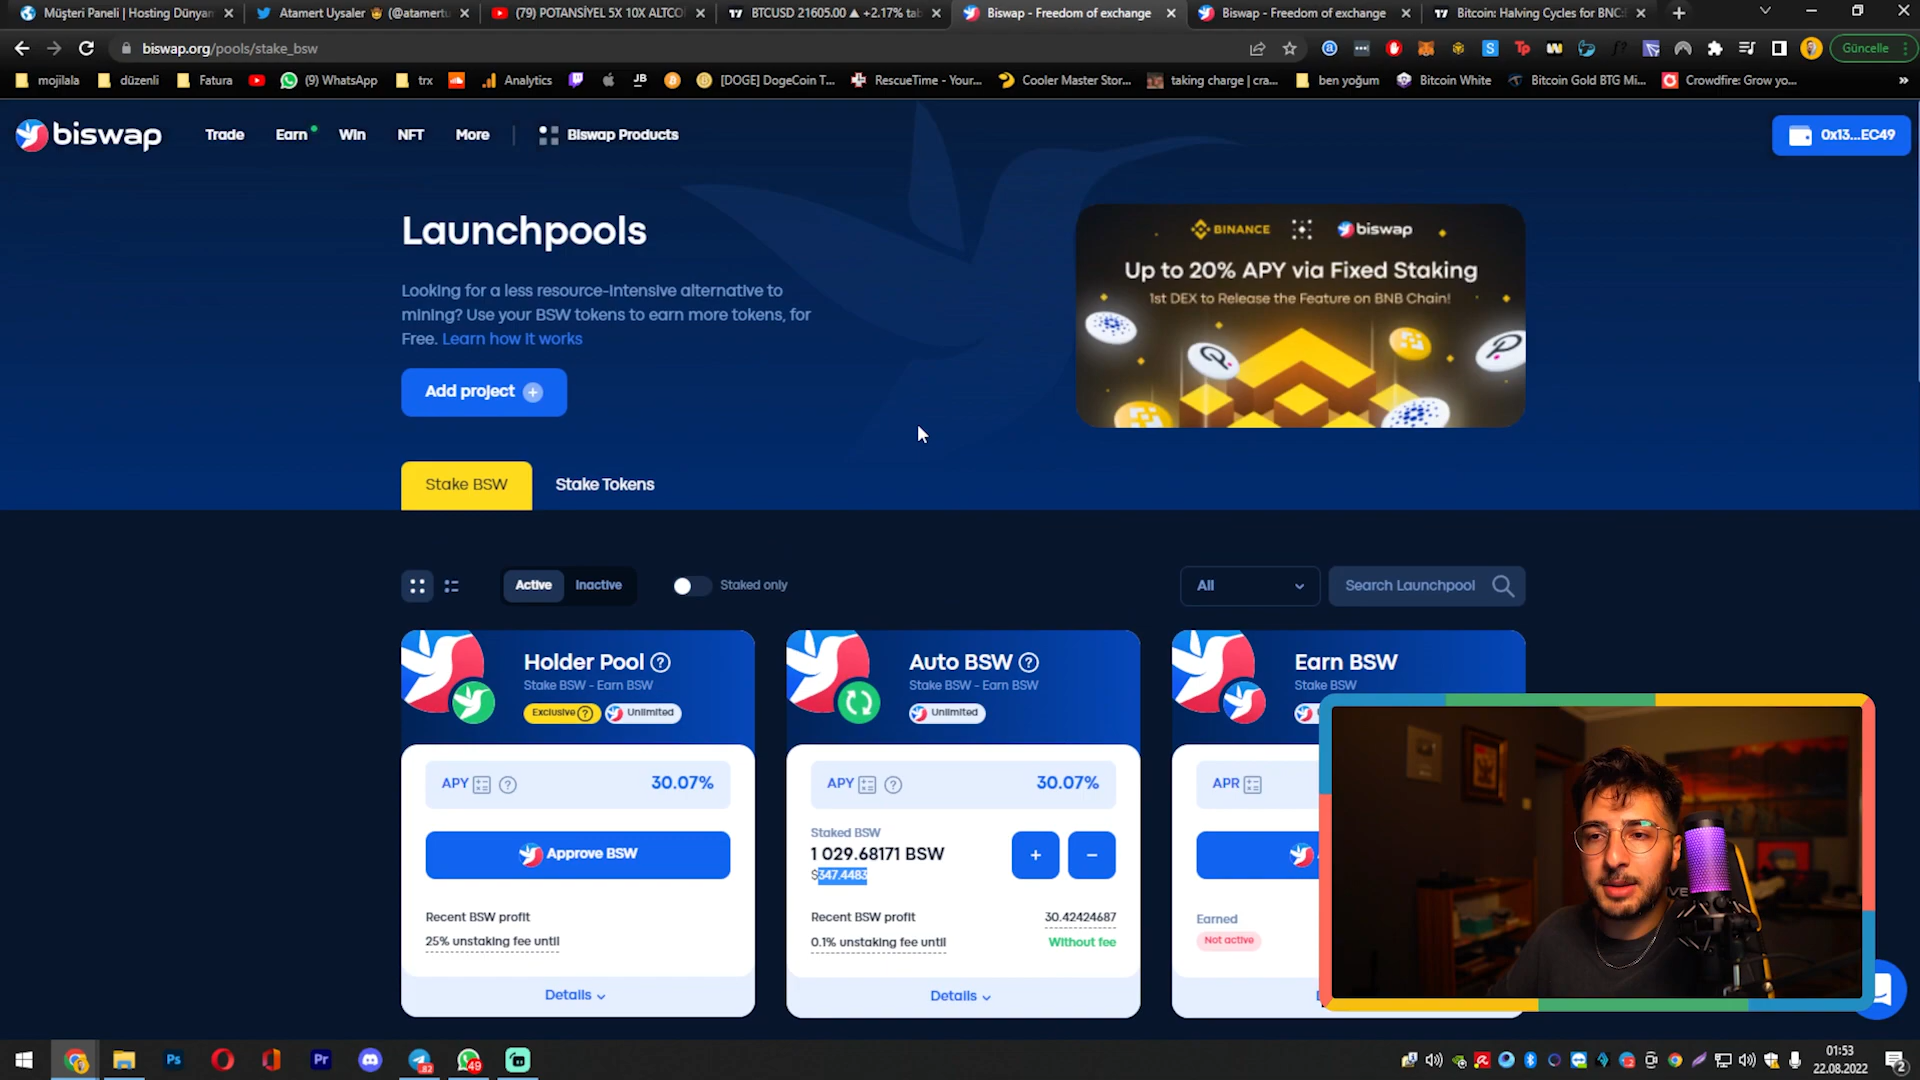 Müşteri Paneli | Hosting Dünyan
Atamert Uysaler 🤠 (@atamertu
(79) POTANSİYEL 5X 10X ALTCO
BTCUSD 21605.00 ▲ +2.17% tab
Biswap - Freedom of exchange
Biswap - Freedom of exchange
Bitcoin: Halving Cycles for BNC:
biswap.org/pools/stake_bsw
Güncelle
mojilala
düzenli
Fatura
(9) WhatsApp
trx
Analytics
JB
[DOGE] DogeCoin T...
RescueTime - Your...
Cooler Master Stor...
taking charge | cra...
ben yoğum
Bitcoin White
Bitcoin Gold BTG Mi...
Crowdfire: Grow yo...
»
biswap
Trade
Earn
Win
NFT
More
Biswap Products
0x13...EC49
Launchpools
Looking for a less resource-intensive alternative to
mining? Use your BSW tokens to earn more tokens, for
Free. Learn how it works
Add project +
BINANCE
biswap
Up to 20% APY via Fixed Staking
1st DEX to Release the Feature on BNB Chain!
Stake BSW
Stake Tokens
Active
Inactive
Staked only
All
Search Launchpool
Holder Pool ?
Stake BSW - Earn BSW
Exclusive ?
Unlimited
APY ? 30.07%
Approve BSW
Recent BSW profit
25% unstaking fee until
Details
Auto BSW ?
Stake BSW - Earn BSW
Unlimited
APY ? 30.07%
Staked BSW
1 029.68171 BSW
$347.4483
+
−
Recent BSW profit 30.42424687
0.1% unstaking fee until Without fee
Details
Earn BSW
Stake BSW
APR
Earned
Not active
Ps
Pr
82
49
01:53
22.08.2022
2